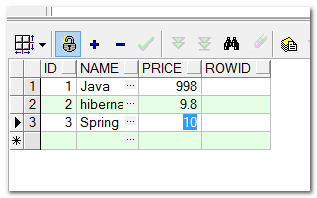 ID NAME PRICE ROWID
1 1 Java ... 998
2 2 hiberna ... 9.8
3 3 Spring ... 10
* ...